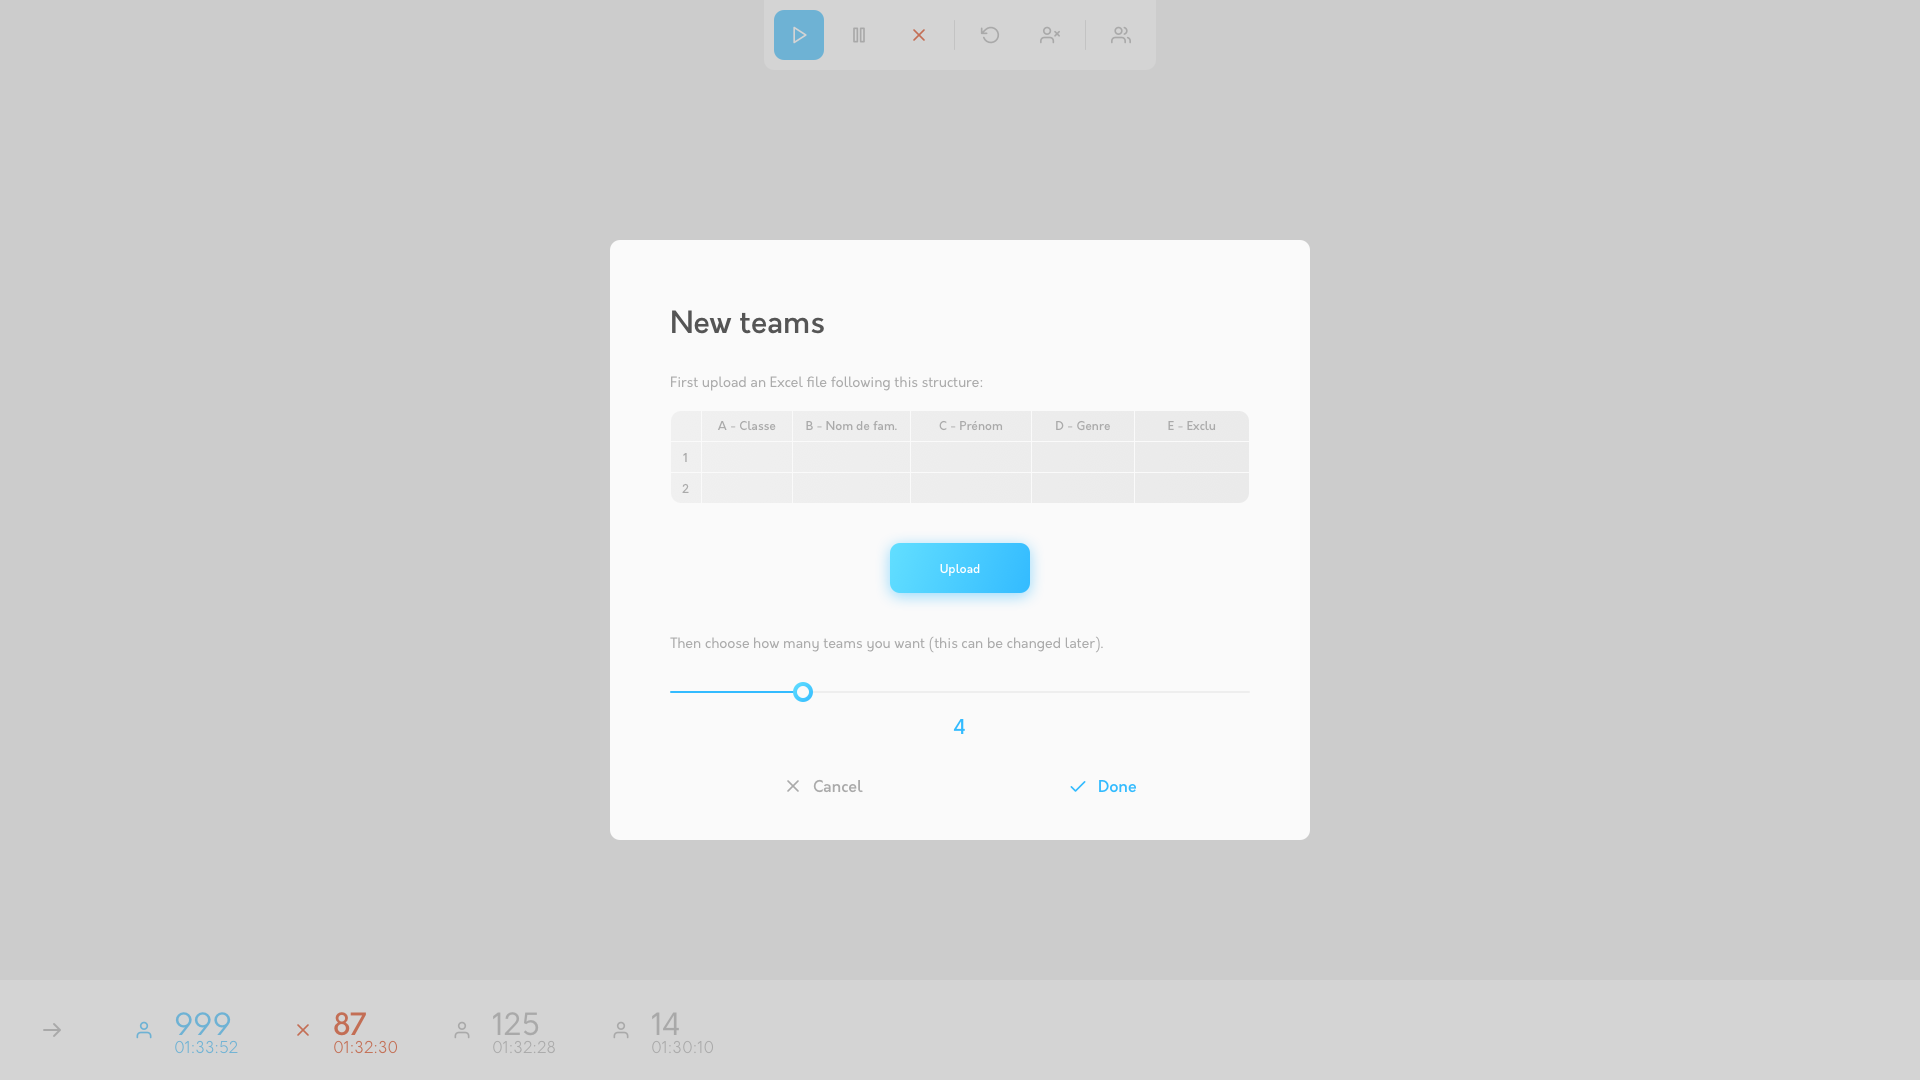 New teams
First upload an Excel file following this structure:
A - Classe B - Nom de fam. C - Prénom D - Genre E - Exclu
1
2
Upload
Then choose how many teams you want (this can be changed later).
4
Cancel Done
999 87 125 14
01:33:52 01:32:30 01:32:28 01:30:10